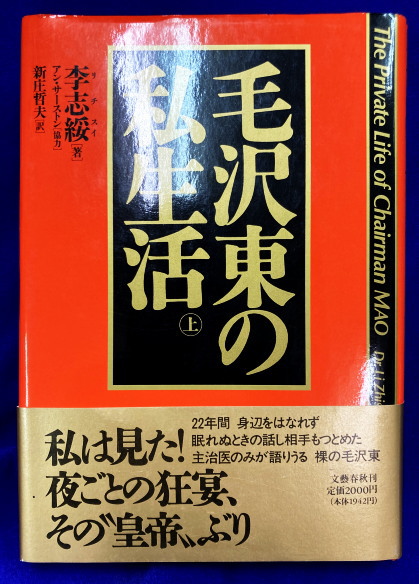 毛沢東の
私生活
上
李志綏[著]
リチスイ
アン・サーストン[協力]
新庄哲夫[訳]
The Private Life of Chairman MAO
Dr. Li Zhi
22年間 身辺をはなれず
眠れぬときの話し相手もつとめた
主治医のみが語りうる 裸の毛沢東
私は見た!
夜ごとの狂宴、
その〝皇帝〟ぶり
文藝春秋刊
定価2000円
(本体1942円)